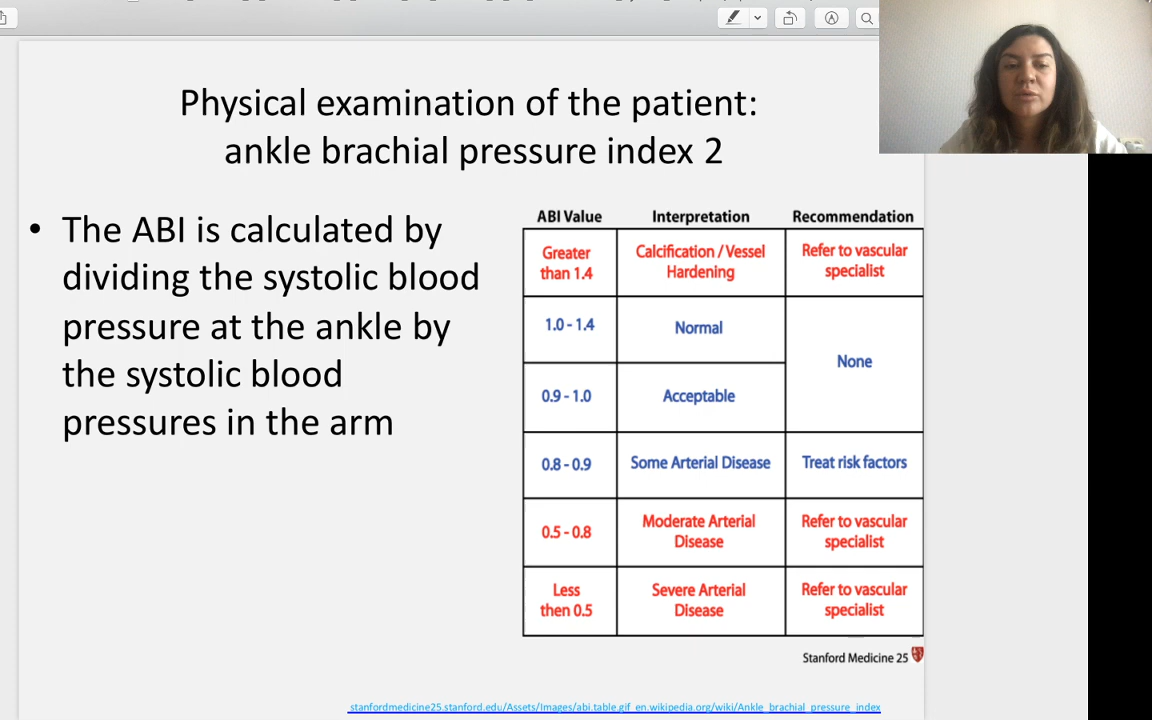 Physical examination of the patient:
ankle brachial pressure index 2
• The ABI is calculated by
dividing the systolic blood
pressure at the ankle by
the systolic blood
pressures in the arm
ABI Value Interpretation Recommendation
Greater than 1.4 Calcification / Vessel Hardening Refer to vascular specialist
1.0 - 1.4 Normal None
0.9 - 1.0 Acceptable
0.8 - 0.9 Some Arterial Disease Treat risk factors
0.5 - 0.8 Moderate Arterial Disease Refer to vascular specialist
Less then 0.5 Severe Arterial Disease Refer to vascular specialist
Stanford Medicine 25
stanfordmedicine25.stanford.edu/Assets/Images/abi.table.gif en.wikipedia.org/wiki/Ankle_brachial_pressure_index